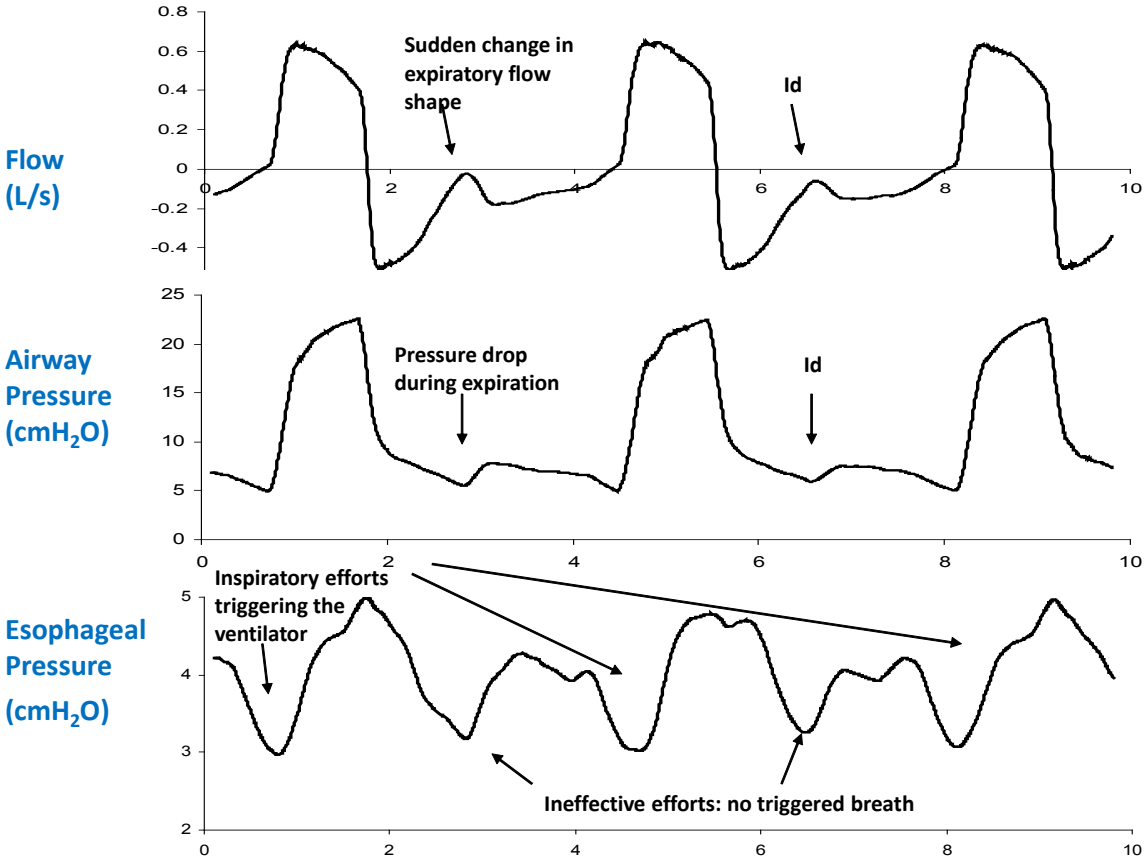 0.8
Sudden change in
expiratory flow
shape
0.6
Id
0.4
0.2
Flow
(L/s)
0
0 2 4 6 8 10
-0.2
-0.4
25
20
Airway
Pressure
(cmH₂O)
Pressure drop
during expiration
Id
15
10
5
0
0 2 4 6 8 10
Inspiratory efforts
triggering the
ventilator
5
Esophageal
Pressure
(cmH₂O)
4
3
Ineffective efforts: no triggered breath
2
0 2 4 6 8 10